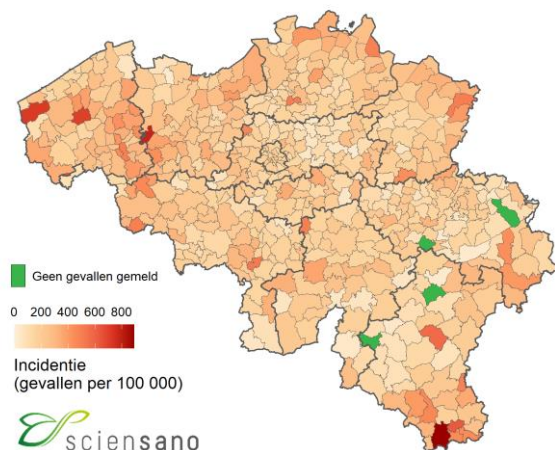 Geen gevallen gemeld
0 200 400 600 800
Incidentie
(gevallen per 100 000)
sciensano